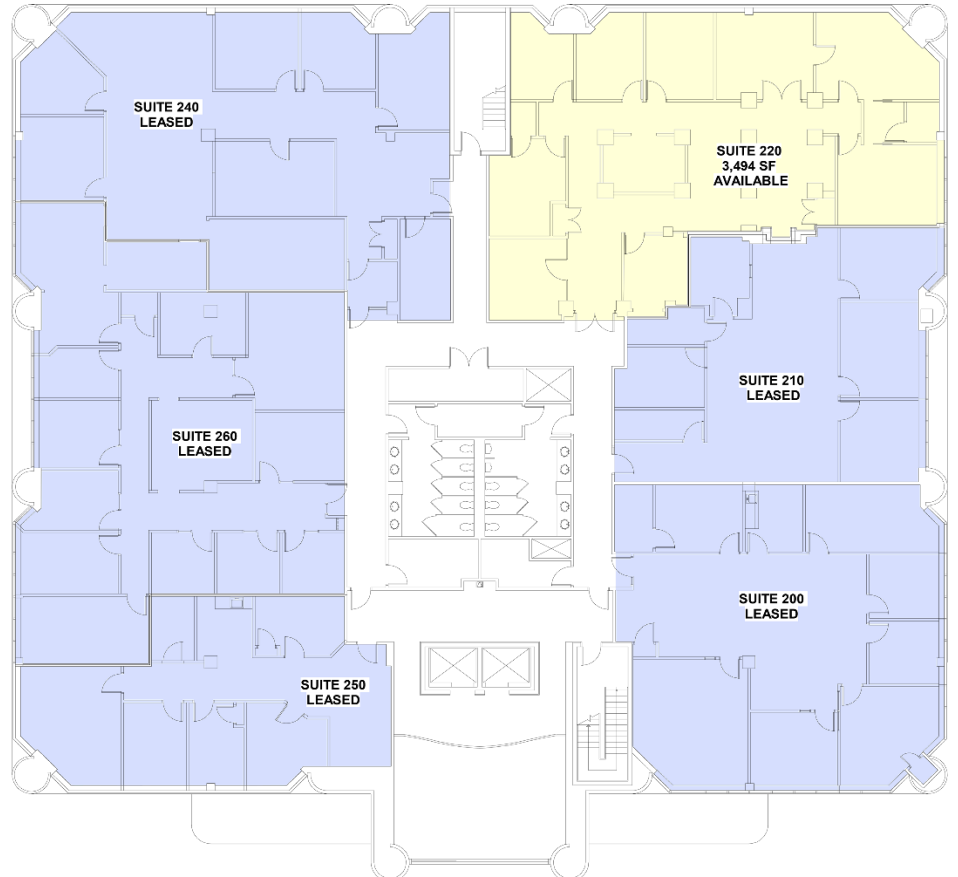 SUITE 240
LEASED
SUITE 220
3,494 SF
AVAILABLE
SUITE 210
LEASED
SUITE 260
LEASED
SUITE 200
LEASED
SUITE 250
LEASED